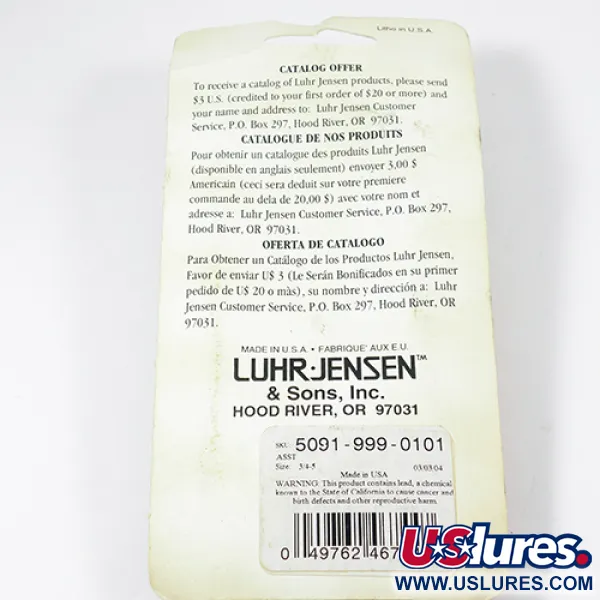 Litho in U.S.A.
CATALOG OFFER
To receive a catalog of Luhr Jensen products, please send
$3 U.S. (credited to your first order of $20 or more) and
your name and address to: Luhr Jensen Customer
Service, P.O. Box 297, Hood River, OR 97031.
CATALOGUE DE NOS PRODUITS
Pour obtenir un catalogue des produits Luhr Jensen
(disponible en anglais seulement) envoyer 3,00 $
Americain (ceci sera deduit sur votre premiere
commande au dela de 20,00 $) avec votre nom et
adresse a: Luhr Jensen Customer Service, P.O. Box 297,
Hood River, OR 97031.
OFERTA DE CATALOGO
Para Obtener un Catálogo de los Productos Luhr Jensen,
Favor de enviar U$ 3 (Le Serán Bonificados en su primer
pedido de U$ 20 o màs), su nombre y dirección a: Luhr
Jensen Customer Service, P.O. Box 297, Hood River, OR
97031.
MADE IN U.S.A. • FABRIQUE' AUX E.U.
LUHR·JENSEN™
& Sons, Inc.
HOOD RIVER, OR 97031
SKU 5091-999-0101
ASST
Size: 3/4-5 Made in USA 03/03/04
WARNING: This product contains lead, a chemical
known to the State of California to cause cancer and
birth defects and other reproductive harm.
0 49762 467
USlures.
WWW.USLURES.COM